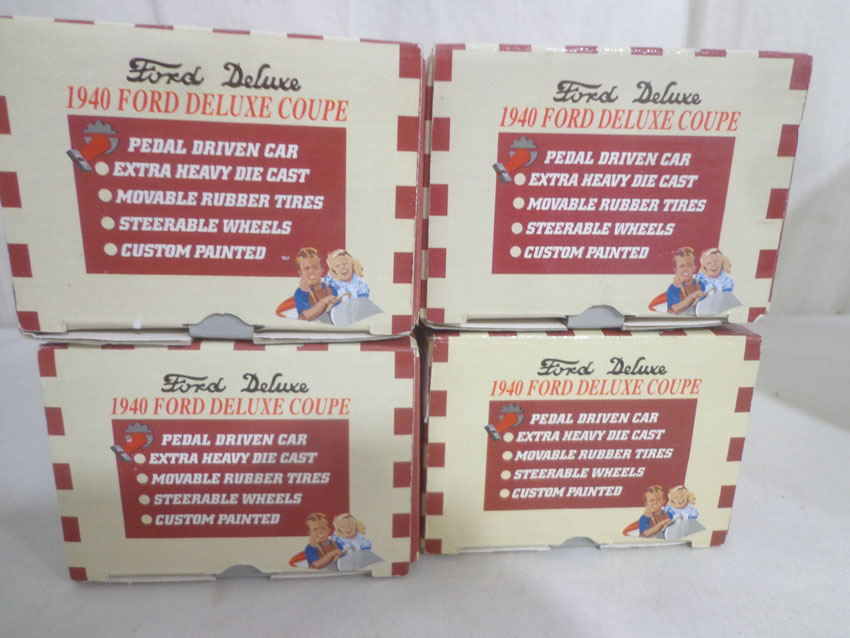 Ford Deluxe
1940 FORD DELUXE COUPE
PEDAL DRIVEN CAR
EXTRA HEAVY DIE CAST
MOVABLE RUBBER TIRES
STEERABLE WHEELS
CUSTOM PAINTED
Ford Deluxe
1940 FORD DELUXE COUPE
PEDAL DRIVEN CAR
EXTRA HEAVY DIE CAST
MOVABLE RUBBER TIRES
STEERABLE WHEELS
CUSTOM PAINTED
Ford Deluxe
1940 FORD DELUXE COUPE
PEDAL DRIVEN CAR
EXTRA HEAVY DIE CAST
MOVABLE RUBBER TIRES
STEERABLE WHEELS
CUSTOM PAINTED
Ford Deluxe
1940 FORD DELUXE COUPE
PEDAL DRIVEN CAR
EXTRA HEAVY DIE CAST
MOVABLE RUBBER TIRES
STEERABLE WHEELS
CUSTOM PAINTED